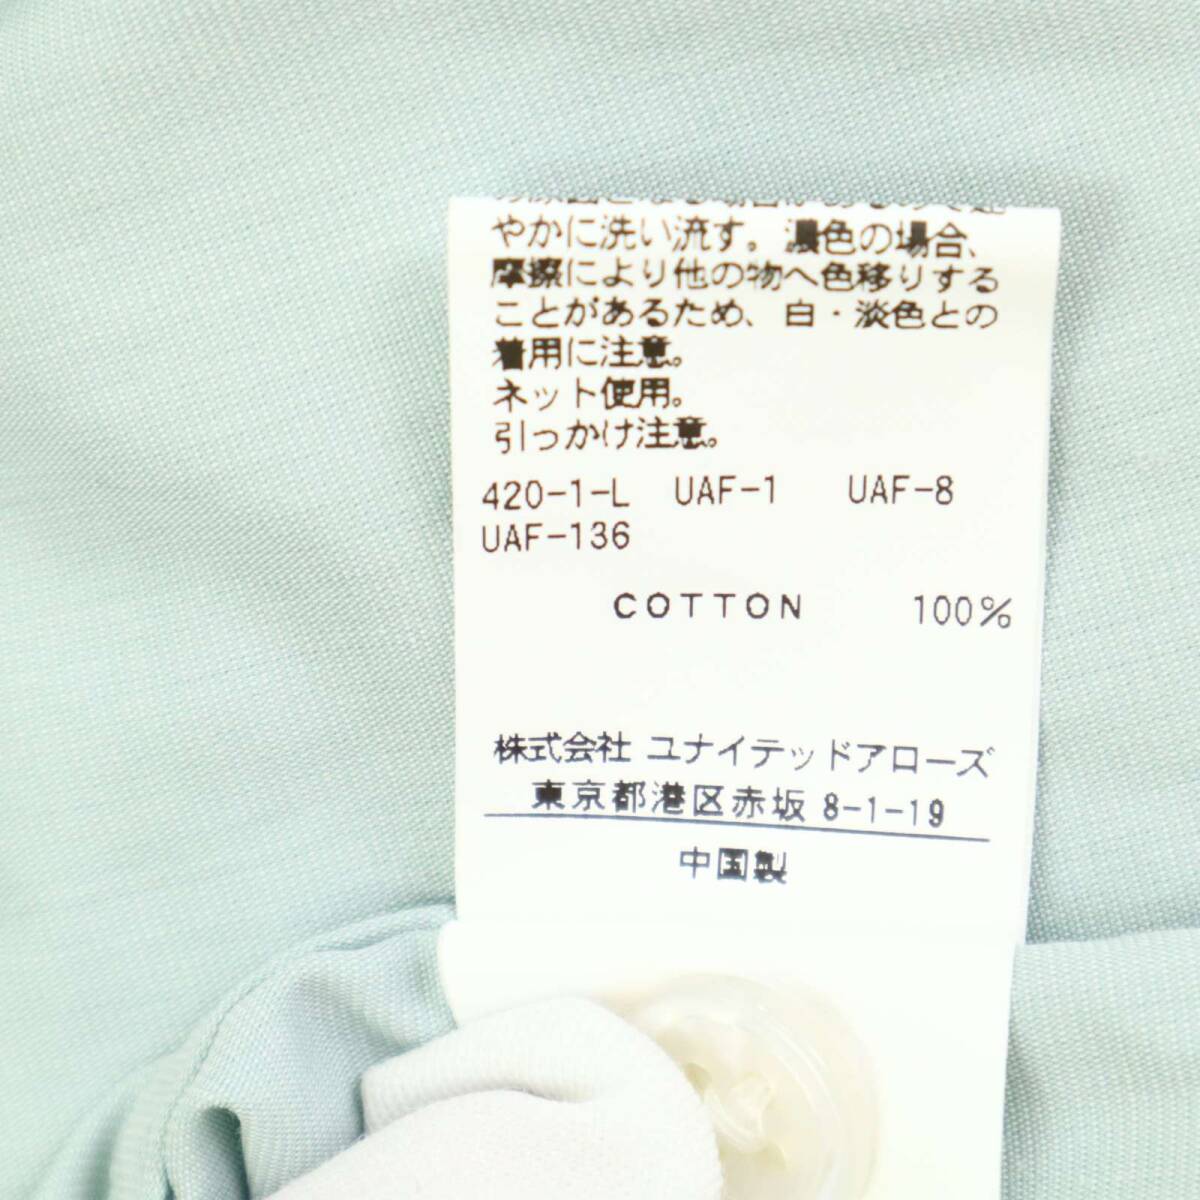 やかに洗い流す。濃色の場合、
摩擦により他の物へ色移りする
ことがあるため、白・淡色との
着用に注意。
ネット使用。
引っかけ注意。
420-1-L UAF-1 UAF-8
UAF-136
COTTON 100%
株式会社 ユナイテッドアローズ
東京都港区赤坂 8-1-19
中国製